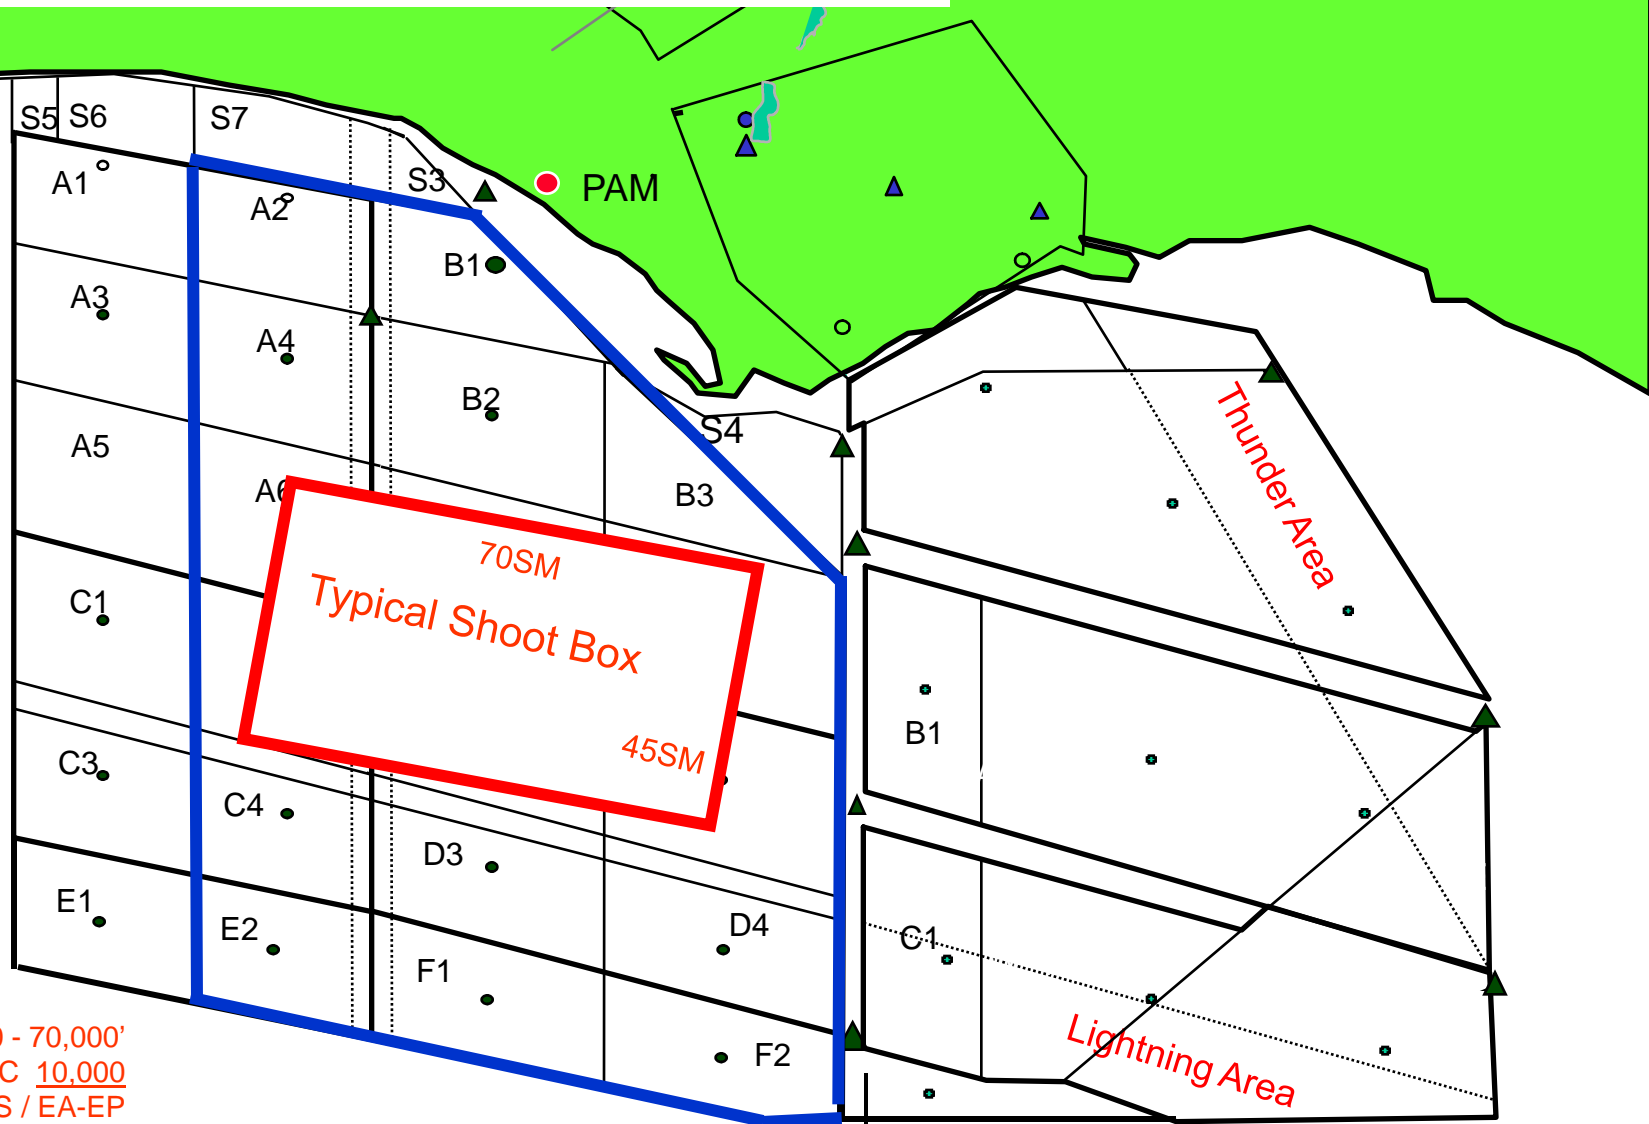 S5 S6 S7
S3
PAM
A1
A2
B1
A3
A4
B2
S4
A5
A6
B3
70SM
Typical Shoot Box
45SM
Thunder Area
C1
B1
C3
C4
D3
E1
E2
D4
C1
F1
F2
Lightning Area
- 70,000’
C 10,000
S / EA-EP